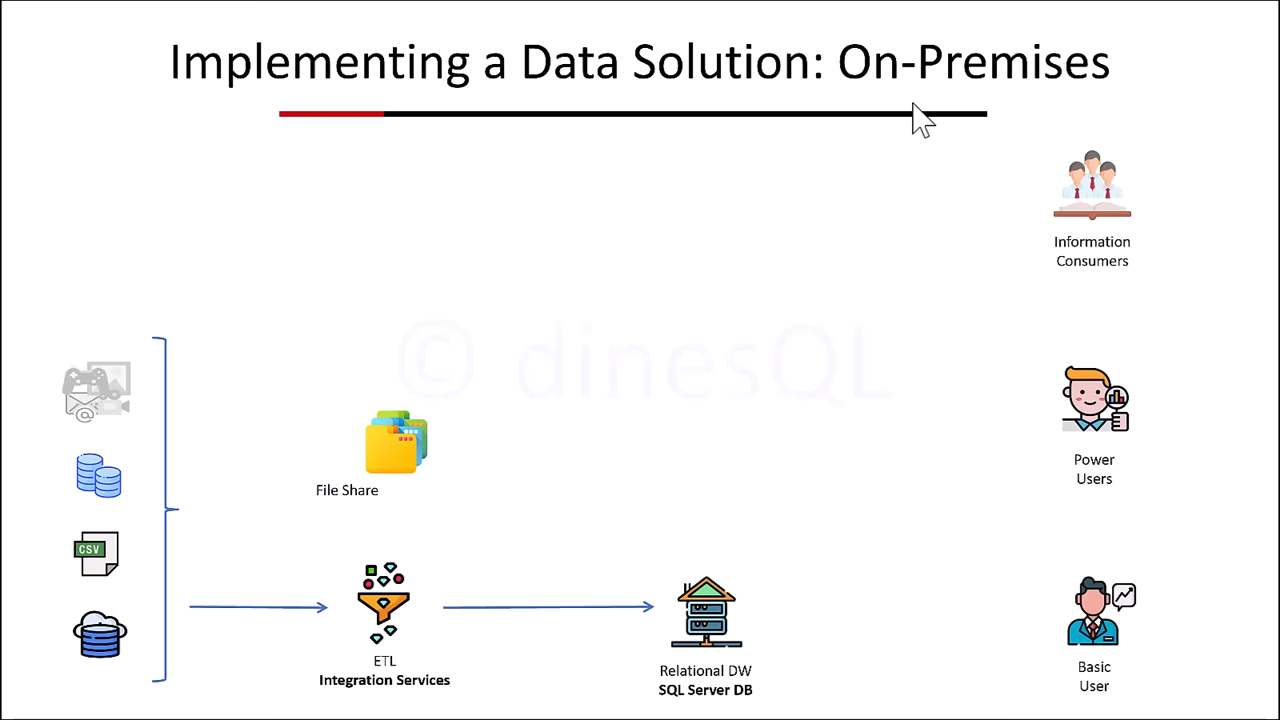 Implementing a Data Solution: On-Premises
Information
Consumers
© dinesQL
Power
Users
File Share
CSV
@
ETL
Integration Services
Relational DW
SQL Server DB
Basic
User